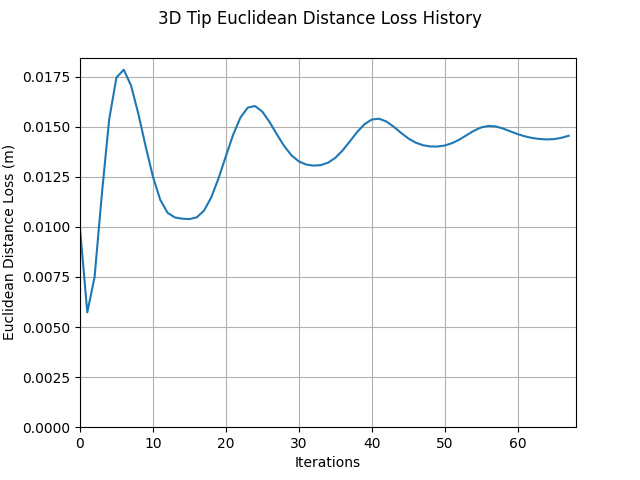 3D Tip Euclidean Distance Loss History
Euclidean Distance Loss (m)
0.0175
0.0150
0.0125
0.0100
0.0075
0.0050
0.0025
0.0000
0 10 20 30 40 50 60
Iterations